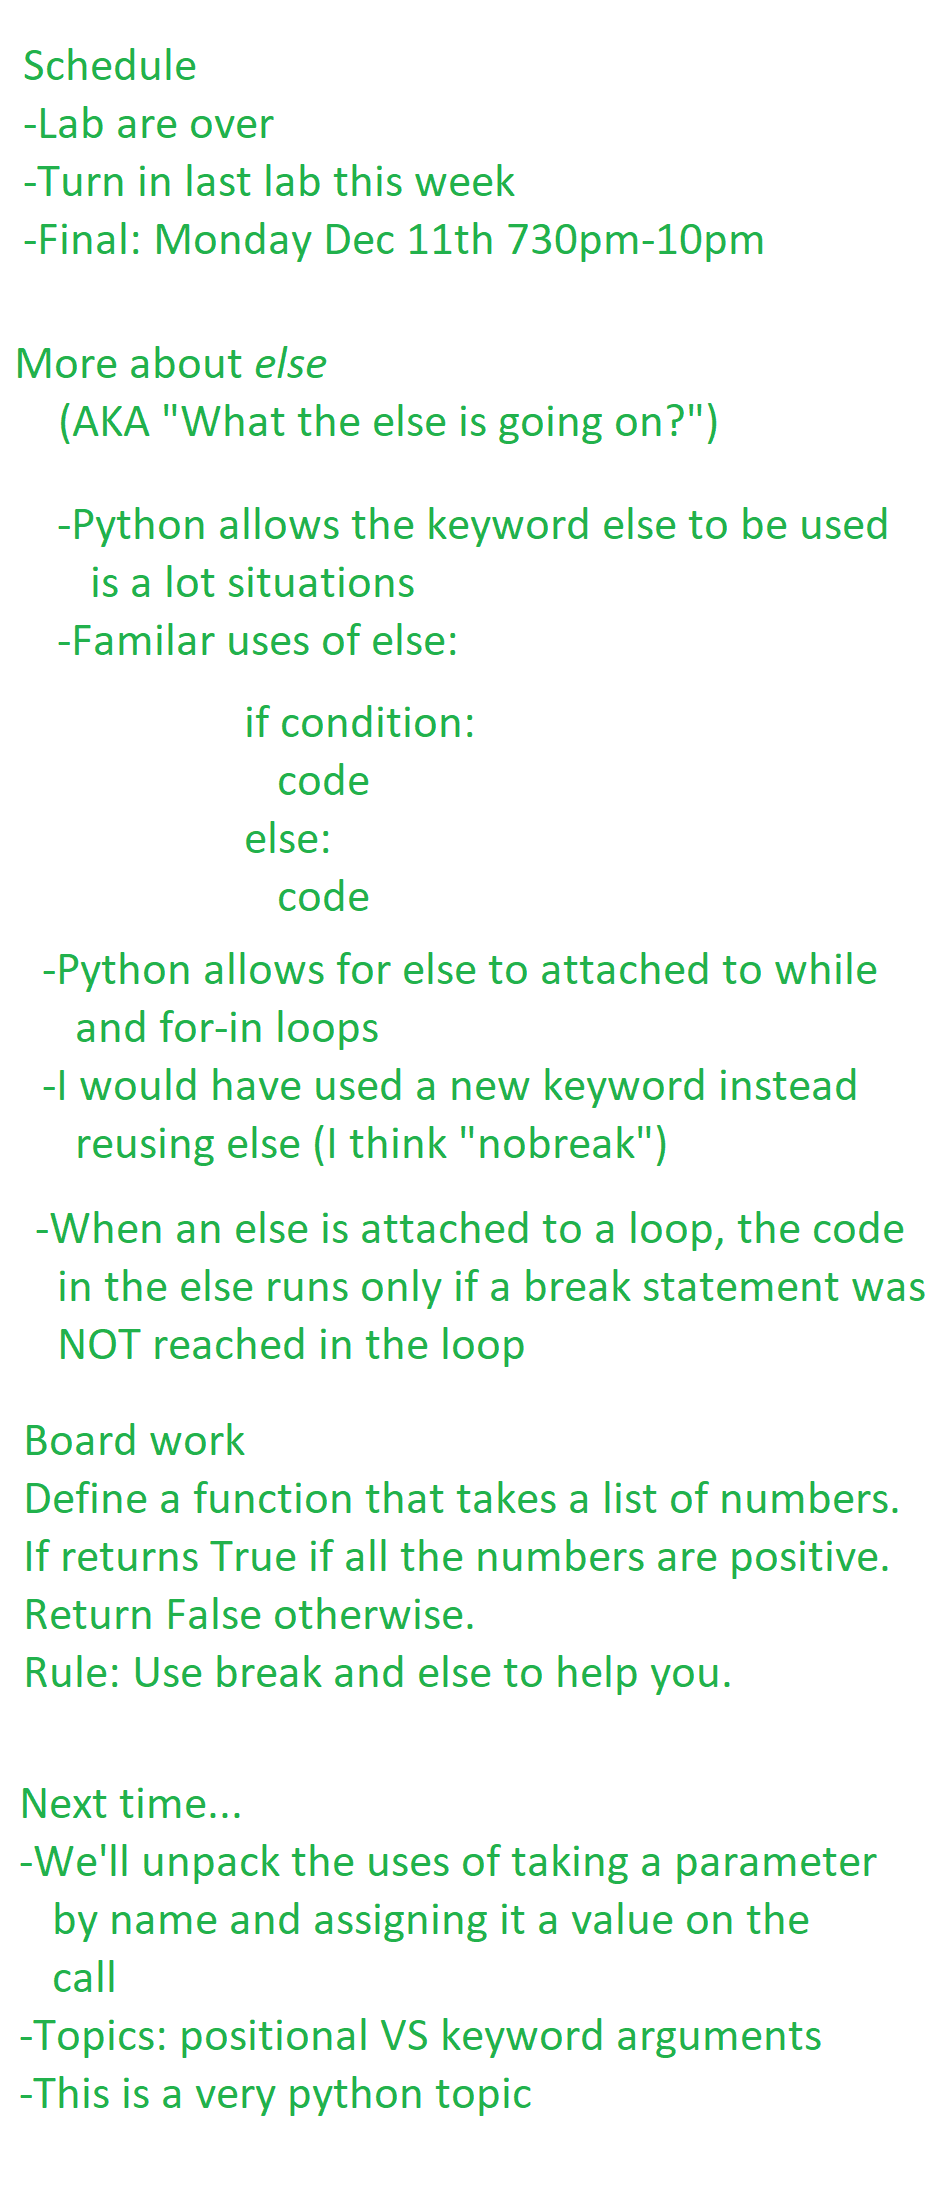 Schedule
-Lab are over
-Turn in last lab this week
-Final: Monday Dec 11th 730pm-10pm
More about else
(AKA "What the else is going on?")
-Python allows the keyword else to be used
is a lot situations
-Familar uses of else:
if condition:
code
else:
code
-Python allows for else to attached to while
and for-in loops
-I would have used a new keyword instead
reusing else (I think "nobreak")
-When an else is attached to a loop, the code
in the else runs only if a break statement was
NOT reached in the loop
Board work
Define a function that takes a list of numbers.
If returns True if all the numbers are positive.
Return False otherwise.
Rule: Use break and else to help you.
Next time...
-We'll unpack the uses of taking a parameter
by name and assigning it a value on the
call
-Topics: positional VS keyword arguments
-This is a very python topic